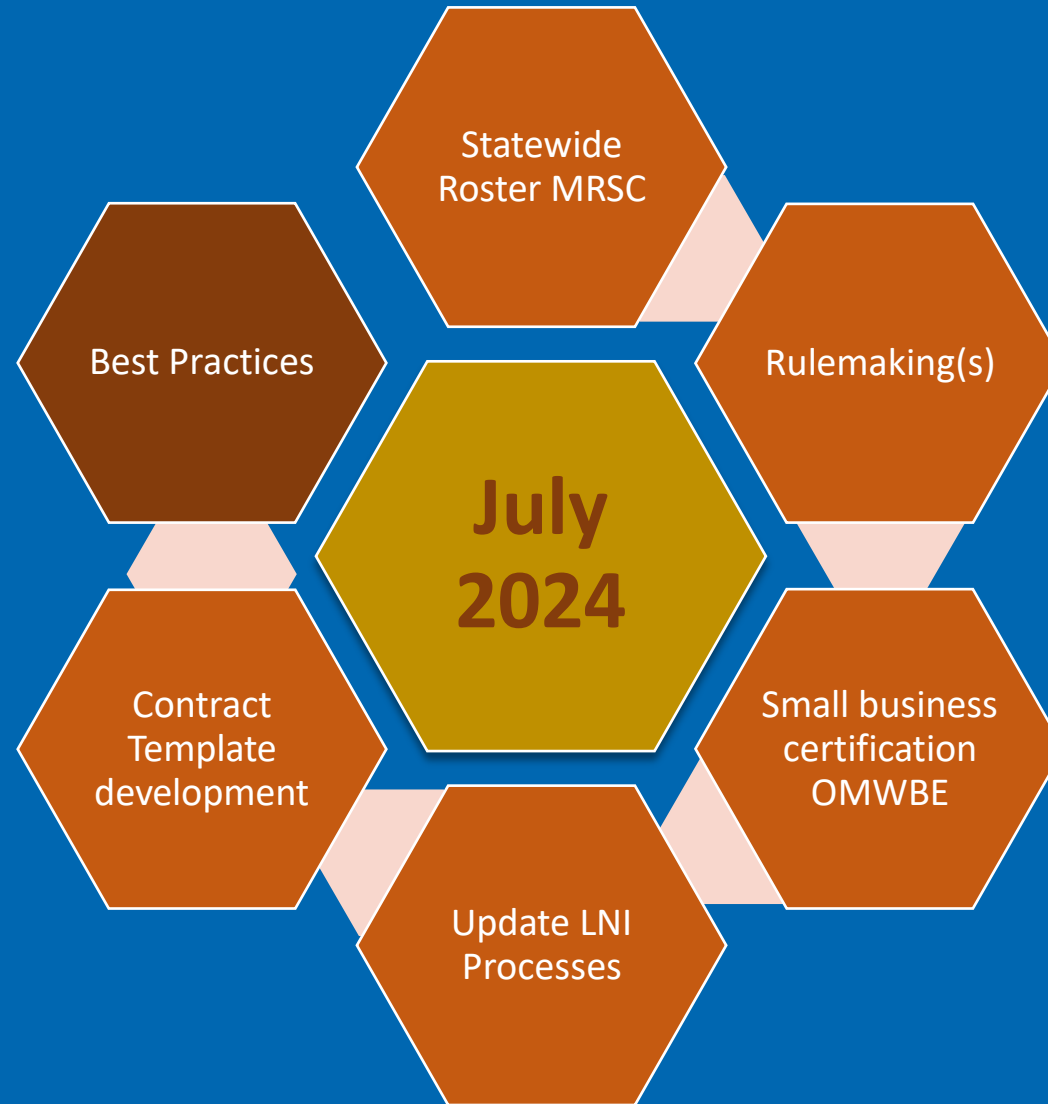 Statewide
Roster MRSC
Best Practices
Rulemaking(s)
July
2024
Contract
Template
development
Small business
certification
OMWBE
Update LNI
Processes